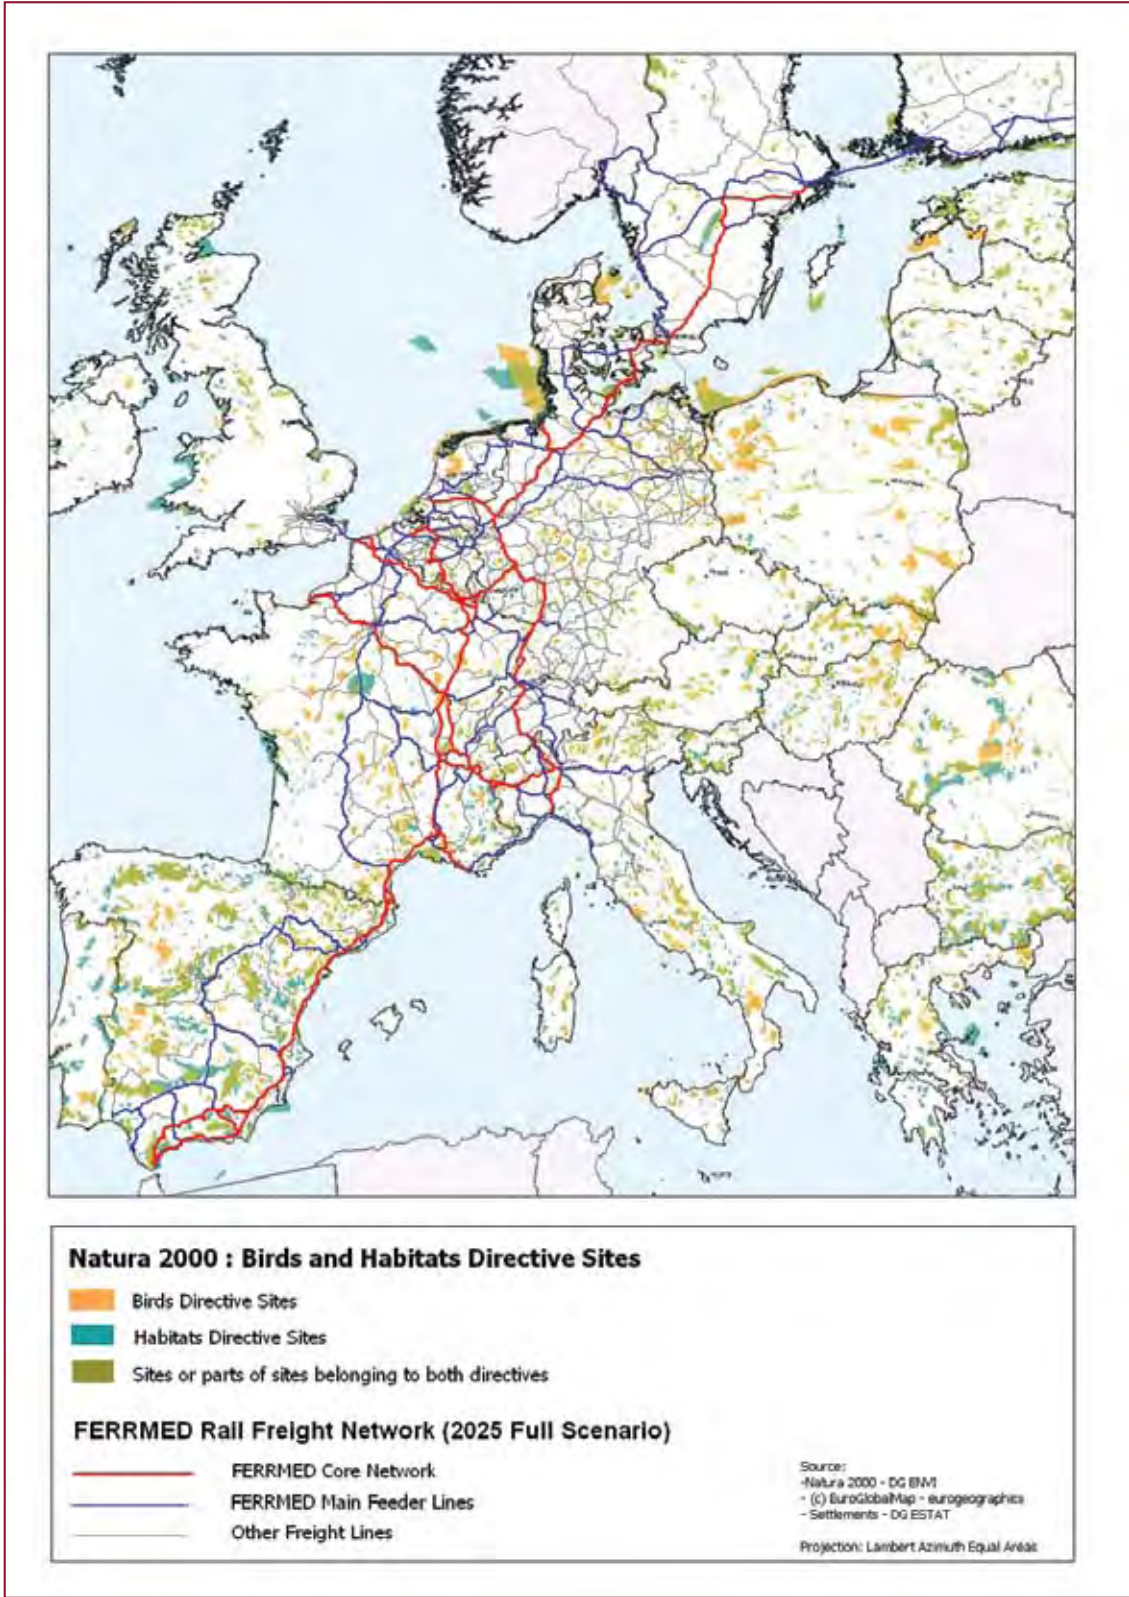 Natura 2000 : Birds and Habitats Directive Sites
Birds Directive Sites
Habitats Directive Sites
Sites or parts of sites belonging to both directives
FERRMED Rail Freight Network (2025 Full Scenario)
FERRMED Core Network
FERRMED Main Feeder Lines
Other Freight Lines
Source:
-Natura 2000 - DG ENVI
- (c) EuroGlobalMap - eurogeographics
- Settlements - DG ESTAT
Projection: Lambert Azimuth Equal Areas